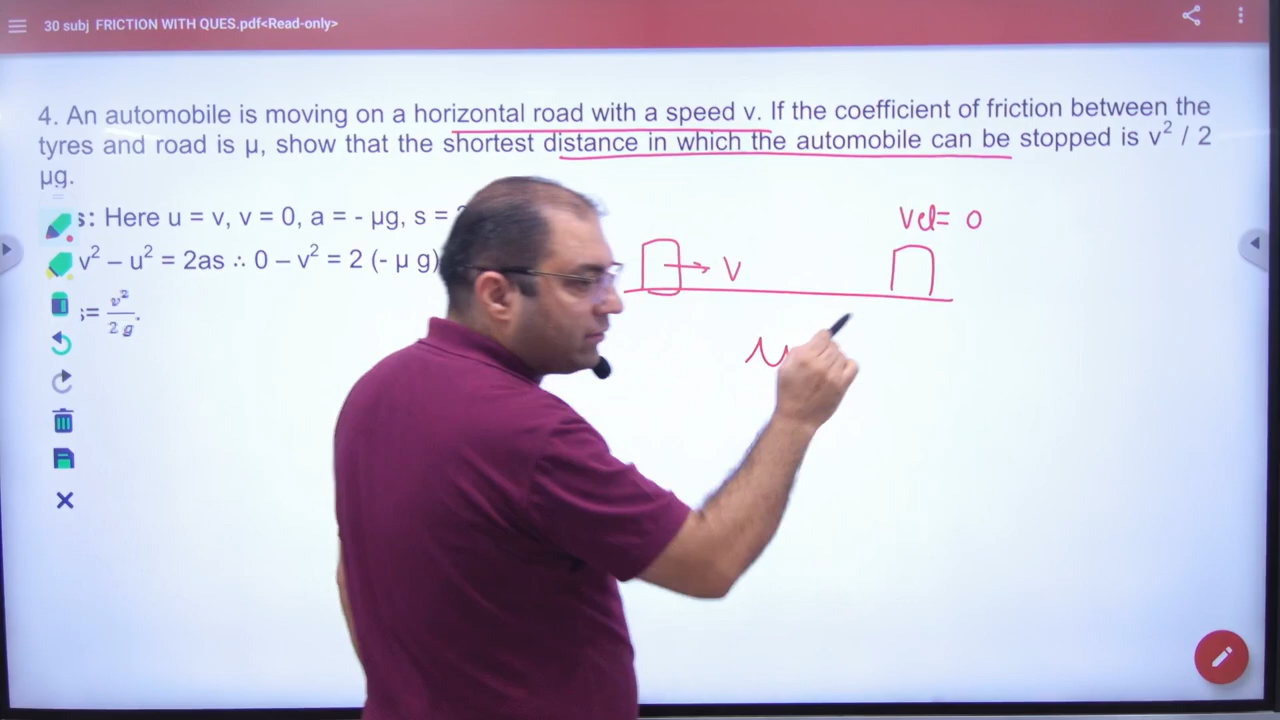 30 subj FRICTION WITH QUES.pdf<Read-only>
4. An automobile is moving on a horizontal road with a speed v. If the coefficient of friction between the
tyres and road is μ, show that the shortest distance in which the automobile can be stopped is v² / 2
μg.
s: Here u = v, v = 0, a = - μg, s =
v² – u² = 2as ∴ 0 – v² = 2 (- μ g)
;= v²/2 g.
vel= 0
v
μ